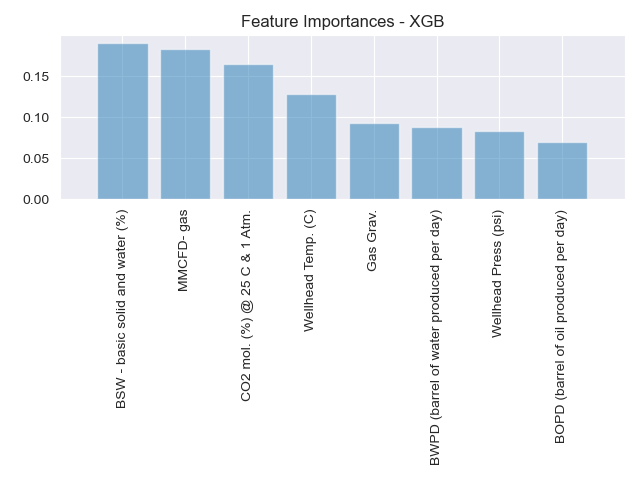 Feature Importances - XGB
0.15
0.10
0.05
0.00
BSW - basic solid and water (%)
MMCFD- gas
CO2 mol. (%) @ 25 C & 1 Atm.
Wellhead Temp. (C)
Gas Grav.
BWPD (barrel of water produced per day)
Wellhead Press (psi)
BOPD (barrel of oil produced per day)